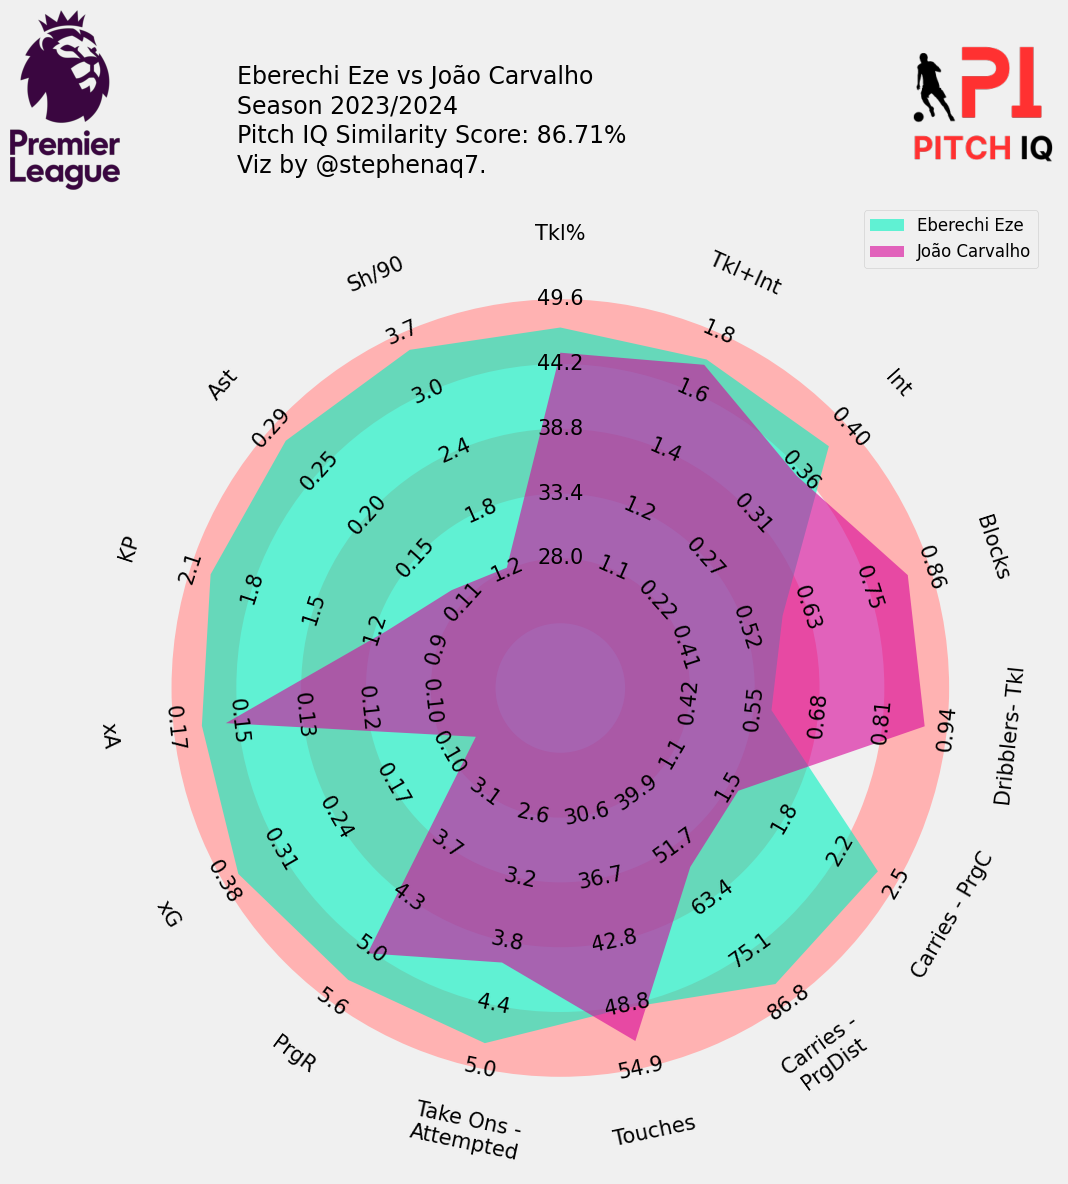 Premier
League
Eberechi Eze vs João Carvalho
Season 2023/2024
Pitch IQ Similarity Score: 86.71%
Viz by @stephenaq7.
PI
PITCH IQ
Eberechi Eze
João Carvalho
Tkl%
49.6
44.2
38.8
33.4
28.0
Tkl+Int
1.8
1.6
1.4
1.2
1.1
Int
0.40
0.36
0.31
0.27
0.22
Blocks
0.86
0.75
0.63
0.52
0.41
Dribblers- Tkl
0.94
0.81
0.68
0.55
0.42
Carries - PrgC
2.5
2.2
1.8
1.5
1.1
Carries -
PrgDist
86.8
75.1
63.4
51.7
39.9
Touches
54.9
48.8
42.8
36.7
30.6
Take Ons -
Attempted
5.0
4.4
3.8
3.2
2.6
PrgR
5.6
5.0
4.3
3.7
3.1
xG
0.38
0.31
0.24
0.17
0.10
xA
0.17
0.15
0.13
0.12
0.10
KP
2.1
1.8
1.5
1.2
0.9
Ast
0.29
0.25
0.20
0.15
0.11
Sh/90
3.7
3.0
2.4
1.8
1.2